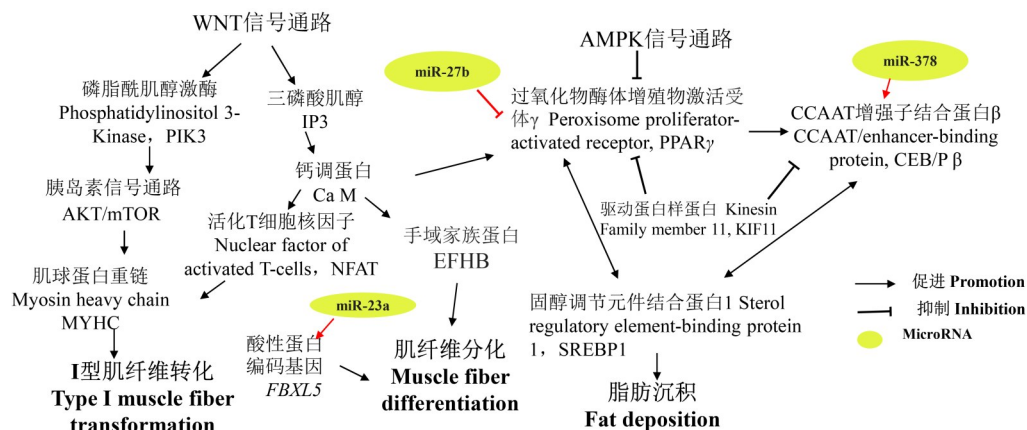 WNT信号通路
磷脂酰肌醇激酶
Phosphatidylinositol 3-
Kinase，PIK3
三磷酸肌醇
IP3
胰岛素信号通路
AKT/mTOR
钙调蛋白
Ca M
活化T细胞核因子
Nuclear factor of
activated T-cells，NFAT
手域家族蛋白
EFHB
肌球蛋白重链
Myosin heavy chain
MYHC
I型肌纤维转化
Type I muscle fiber
transformation
miR-23a
酸性蛋白
编码基因
FBXL5
肌纤维分化
Muscle fiber
differentiation
miR-27b
AMPK信号通路
过氧化物酶体增殖物激活受
体γ Peroxisome proliferator-
activated receptor, PPARγ
miR-378
CCAAT增强子结合蛋白β
CCAAT/enhancer-binding
protein, CEB/P β
驱动蛋白样蛋白 Kinesin
Family member 11, KIF11
固醇调节元件结合蛋白1 Sterol
regulatory element-binding protein
1，SREBP1
脂肪沉积
Fat deposition
促进 Promotion
抑制 Inhibition
MicroRNA